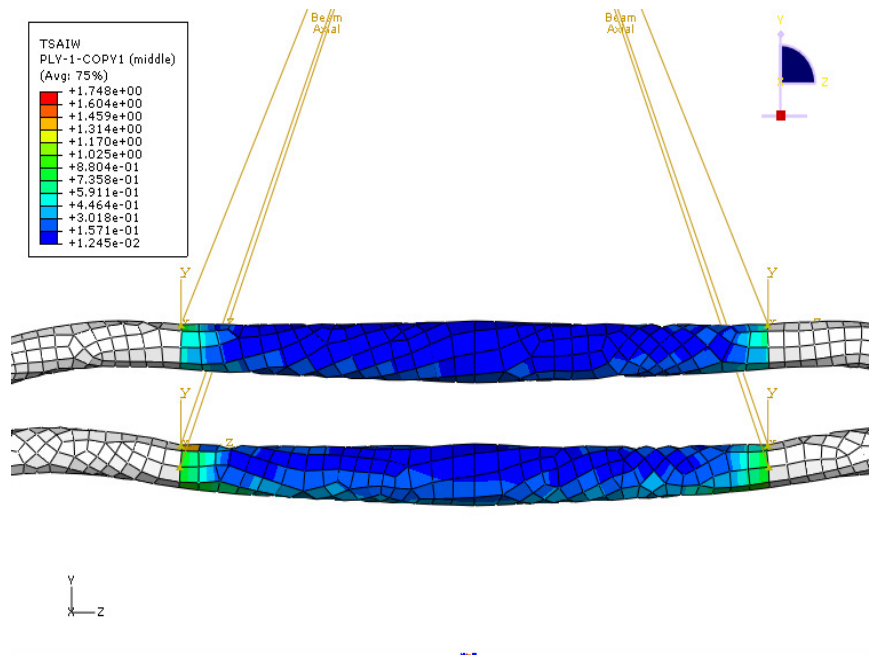 Beam
Axial
Beam
Axial
Y
X
Z
TSAIW
PLY-1-COPY1 (middle)
(Avg: 75%)
+1.748e+00
+1.604e+00
+1.459e+00
+1.314e+00
+1.170e+00
+1.025e+00
+8.804e-01
+7.358e-01
+5.911e-01
+4.464e-01
+3.018e-01
+1.571e-01
+1.245e-02
Y
Z
Y
Z
Y
Z
Y
Y
X
Z